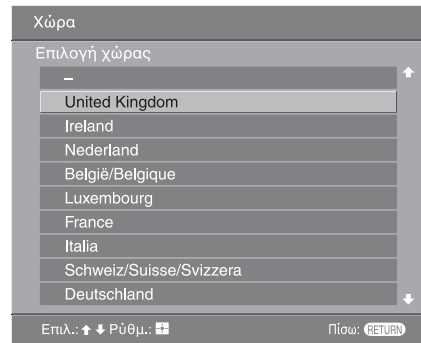 Χώρα
Επιλογή χώρας
–
United Kingdom
Ireland
Nederland
België/Belgique
Luxembourg
France
Italia
Schweiz/Suisse/Svizzera
Deutschland
Επιλ.: Ρύθμ.: Πίσω: RETURN